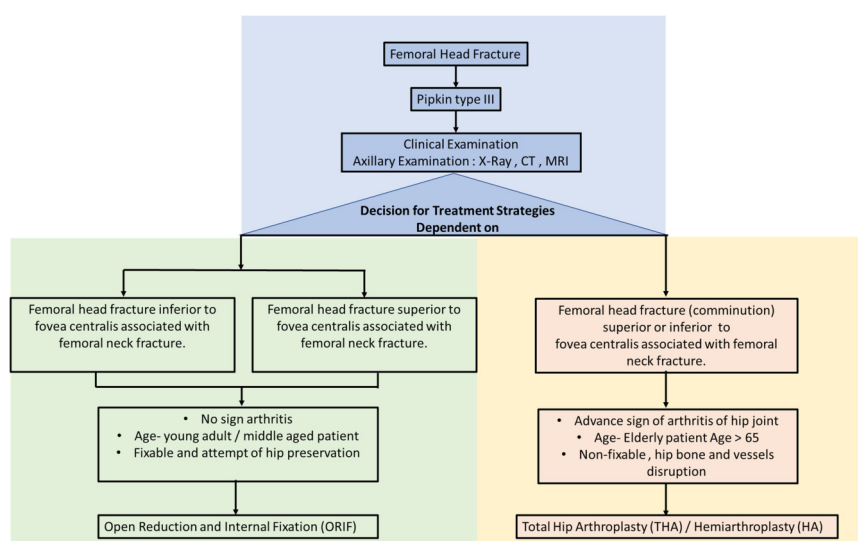 Femoral Head Fracture
Pipkin type III
Clinical Examination
Axillary Examination : X-Ray , CT , MRI
Decision for Treatment Strategies
Dependent on
Femoral head fracture inferior to
fovea centralis associated with
femoral neck fracture.
Femoral head fracture superior to
fovea centralis associated with
femoral neck fracture.
Femoral head fracture (comminution)
superior or inferior to
fovea centralis associated with femoral
neck fracture.
• No sign arthritis
• Age- young adult / middle aged patient
• Fixable and attempt of hip preservation
• Advance sign of arthritis of hip joint
• Age- Elderly patient Age > 65
• Non-fixable , hip bone and vessels
disruption
Open Reduction and Internal Fixation (ORIF)
Total Hip Arthroplasty (THA) / Hemiarthroplasty (HA)